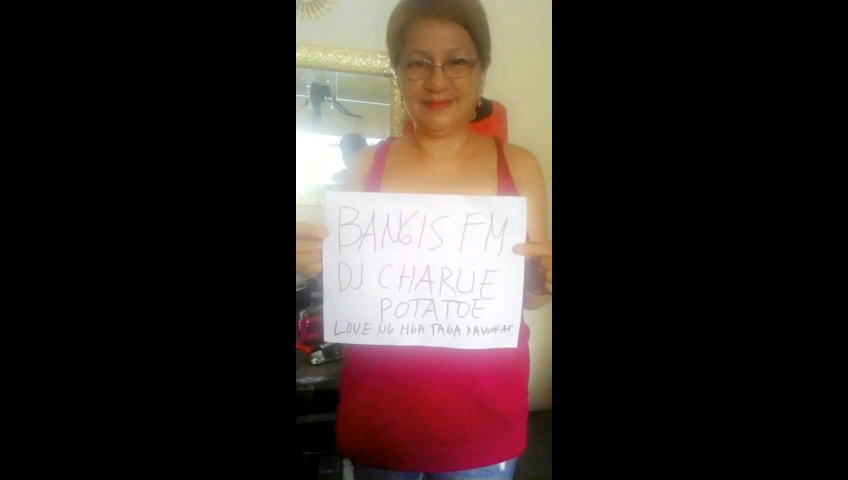 BANGIS FM
DJ CHARLIE
POTATOE
LOVE NG MGA TAGA